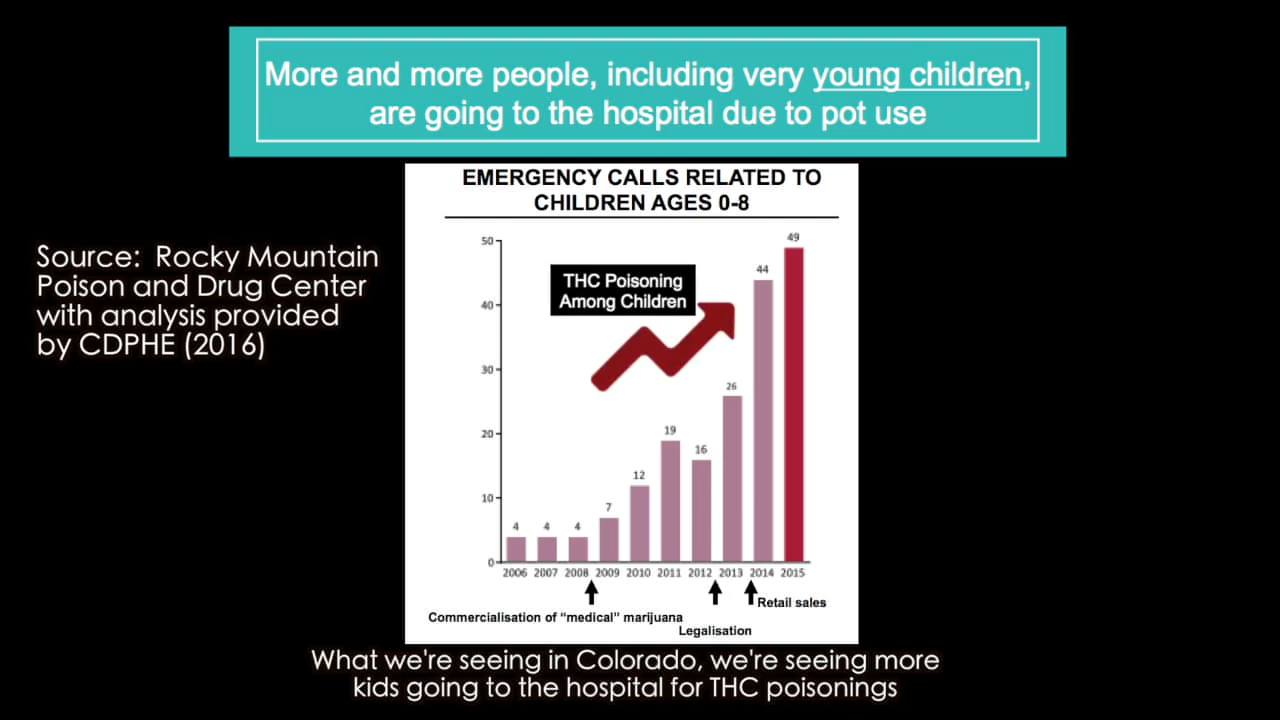 More and more people, including very young children,
are going to the hospital due to pot use
EMERGENCY CALLS RELATED TO
CHILDREN AGES 0-8
Source: Rocky Mountain
Poison and Drug Center
with analysis provided
by CDPHE (2016)
THC Poisoning
Among Children
50
40
30
20
10
0
4
4
4
7
12
19
16
26
44
49
2006 2007 2008 2009 2010 2011 2012 2013 2014 2015
Retail sales
Commercialisation of “medical” marijuana
Legalisation
What we're seeing in Colorado, we're seeing more
kids going to the hospital for THC poisonings